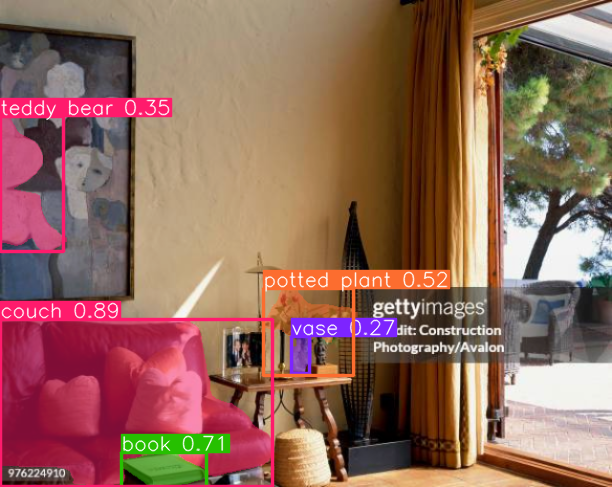 teddy bear 0.35
potted plant 0.52
couch 0.89
gettyimages
vase 0.27
dit: Construction
Photography/Avalon
book 0.71
976224910